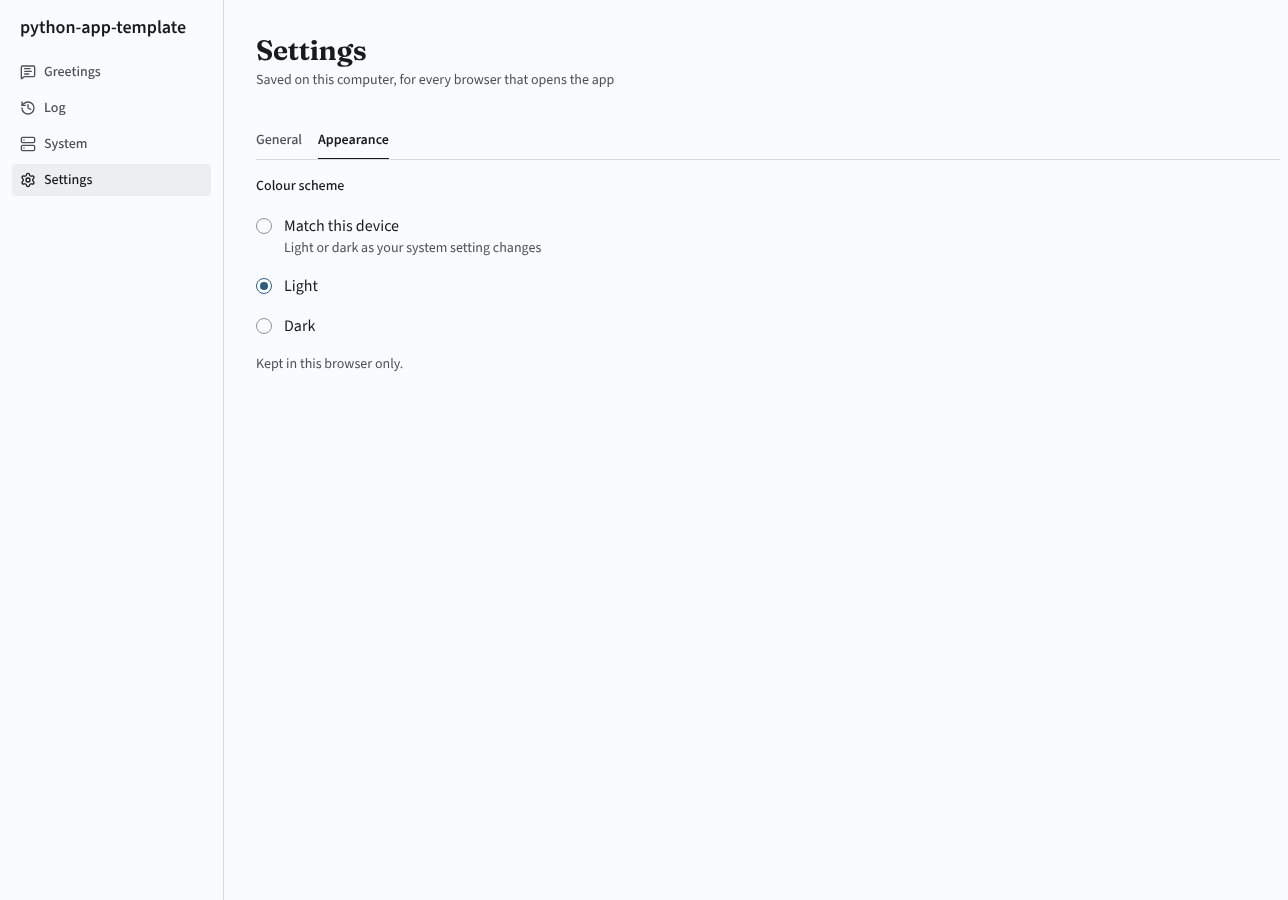 python-app-template
Greetings
Log
System
Settings
Settings
Saved on this computer, for every browser that opens the app
General
Appearance
Colour scheme
Match this device
Light or dark as your system setting changes
Light
Dark
Kept in this browser only.